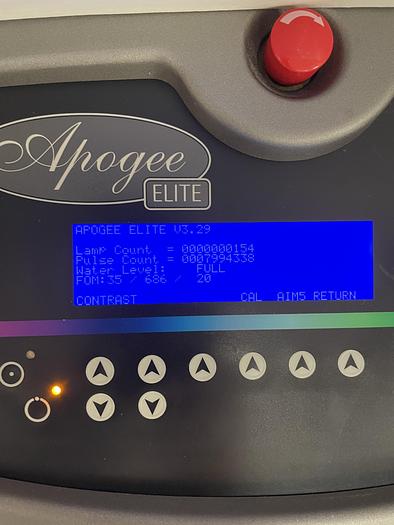 Apogee
ELITE
APOGEE ELITE V3.29
Lamp Count = 0000000154
Pulse Count = 0007994338
Water Level: FULL
FOM:35 / 686 / 20
CONTRAST CAL AIM5 RETURN